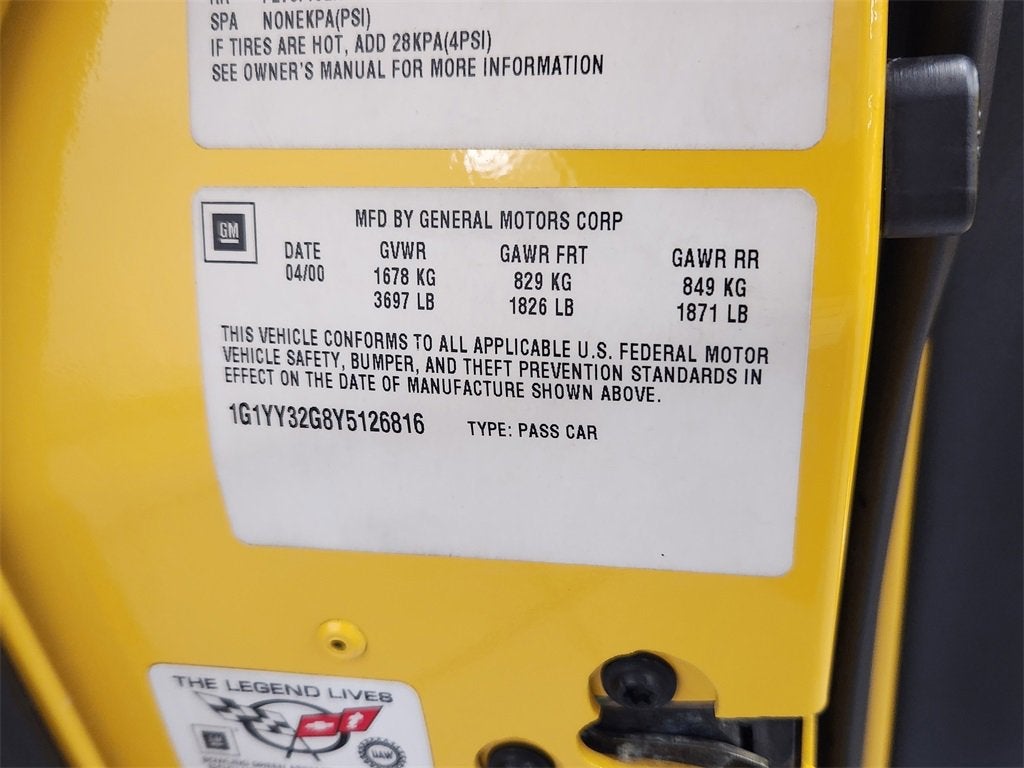 SPA NONEKPA(PSI)
IF TIRES ARE HOT, ADD 28KPA(4PSI)
SEE OWNER'S MANUAL FOR MORE INFORMATION
GM
MFD BY GENERAL MOTORS CORP
DATE GVWR GAWR FRT GAWR RR
04/00 1678 KG 829 KG 849 KG
3697 LB 1826 LB 1871 LB
THIS VEHICLE CONFORMS TO ALL APPLICABLE U.S. FEDERAL MOTOR
VEHICLE SAFETY, BUMPER, AND THEFT PREVENTION STANDARDS IN
EFFECT ON THE DATE OF MANUFACTURE SHOWN ABOVE.
1G1YY32G8Y5126816 TYPE: PASS CAR
THE LEGEND LIVES
UAW